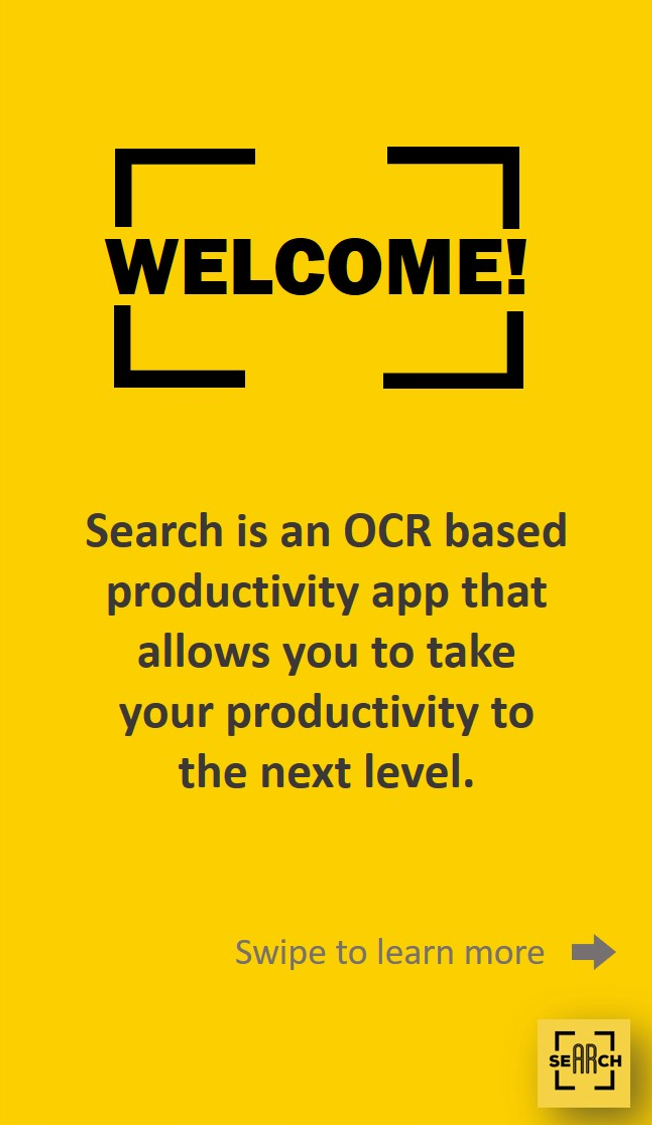 WELCOME!
Search is an OCR based
productivity app that
allows you to take
your productivity to
the next level.
Swipe to learn more
SEARCH